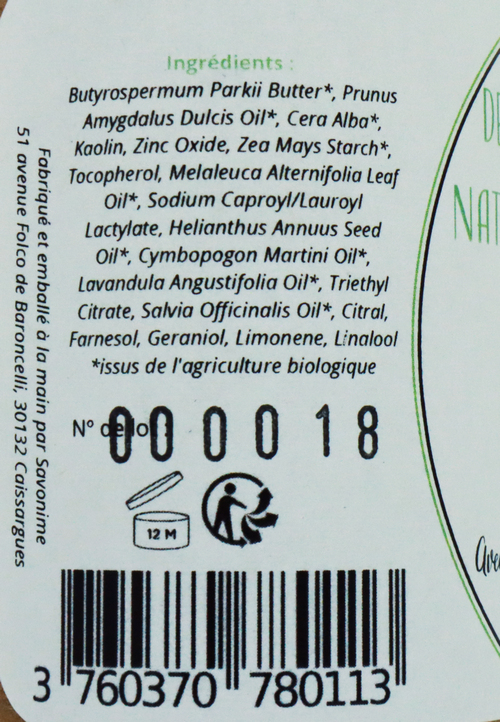 Ingrédients :
Butyrospermum Parkii Butter*, Prunus
Amygdalus Dulcis Oil*, Cera Alba*,
Kaolin, Zinc Oxide, Zea Mays Starch*,
Tocopherol, Melaleuca Alternifolia Leaf
Oil*, Sodium Caproyl/Lauroyl
Lactylate, Helianthus Annuus Seed
Oil*, Cymbopogon Martini Oil*,
Lavandula Angustifolia Oil*, Triethyl
Citrate, Salvia Officinalis Oil*, Citral,
Farnesol, Geraniol, Limonene, Linalool
*issus de l'agriculture biologique
N° de lot
000018
12 M
3 760370 780113
Fabriqué et emballé à la main par Savonime
51 avenue Folco de Baroncelli, 30132 Caissargues